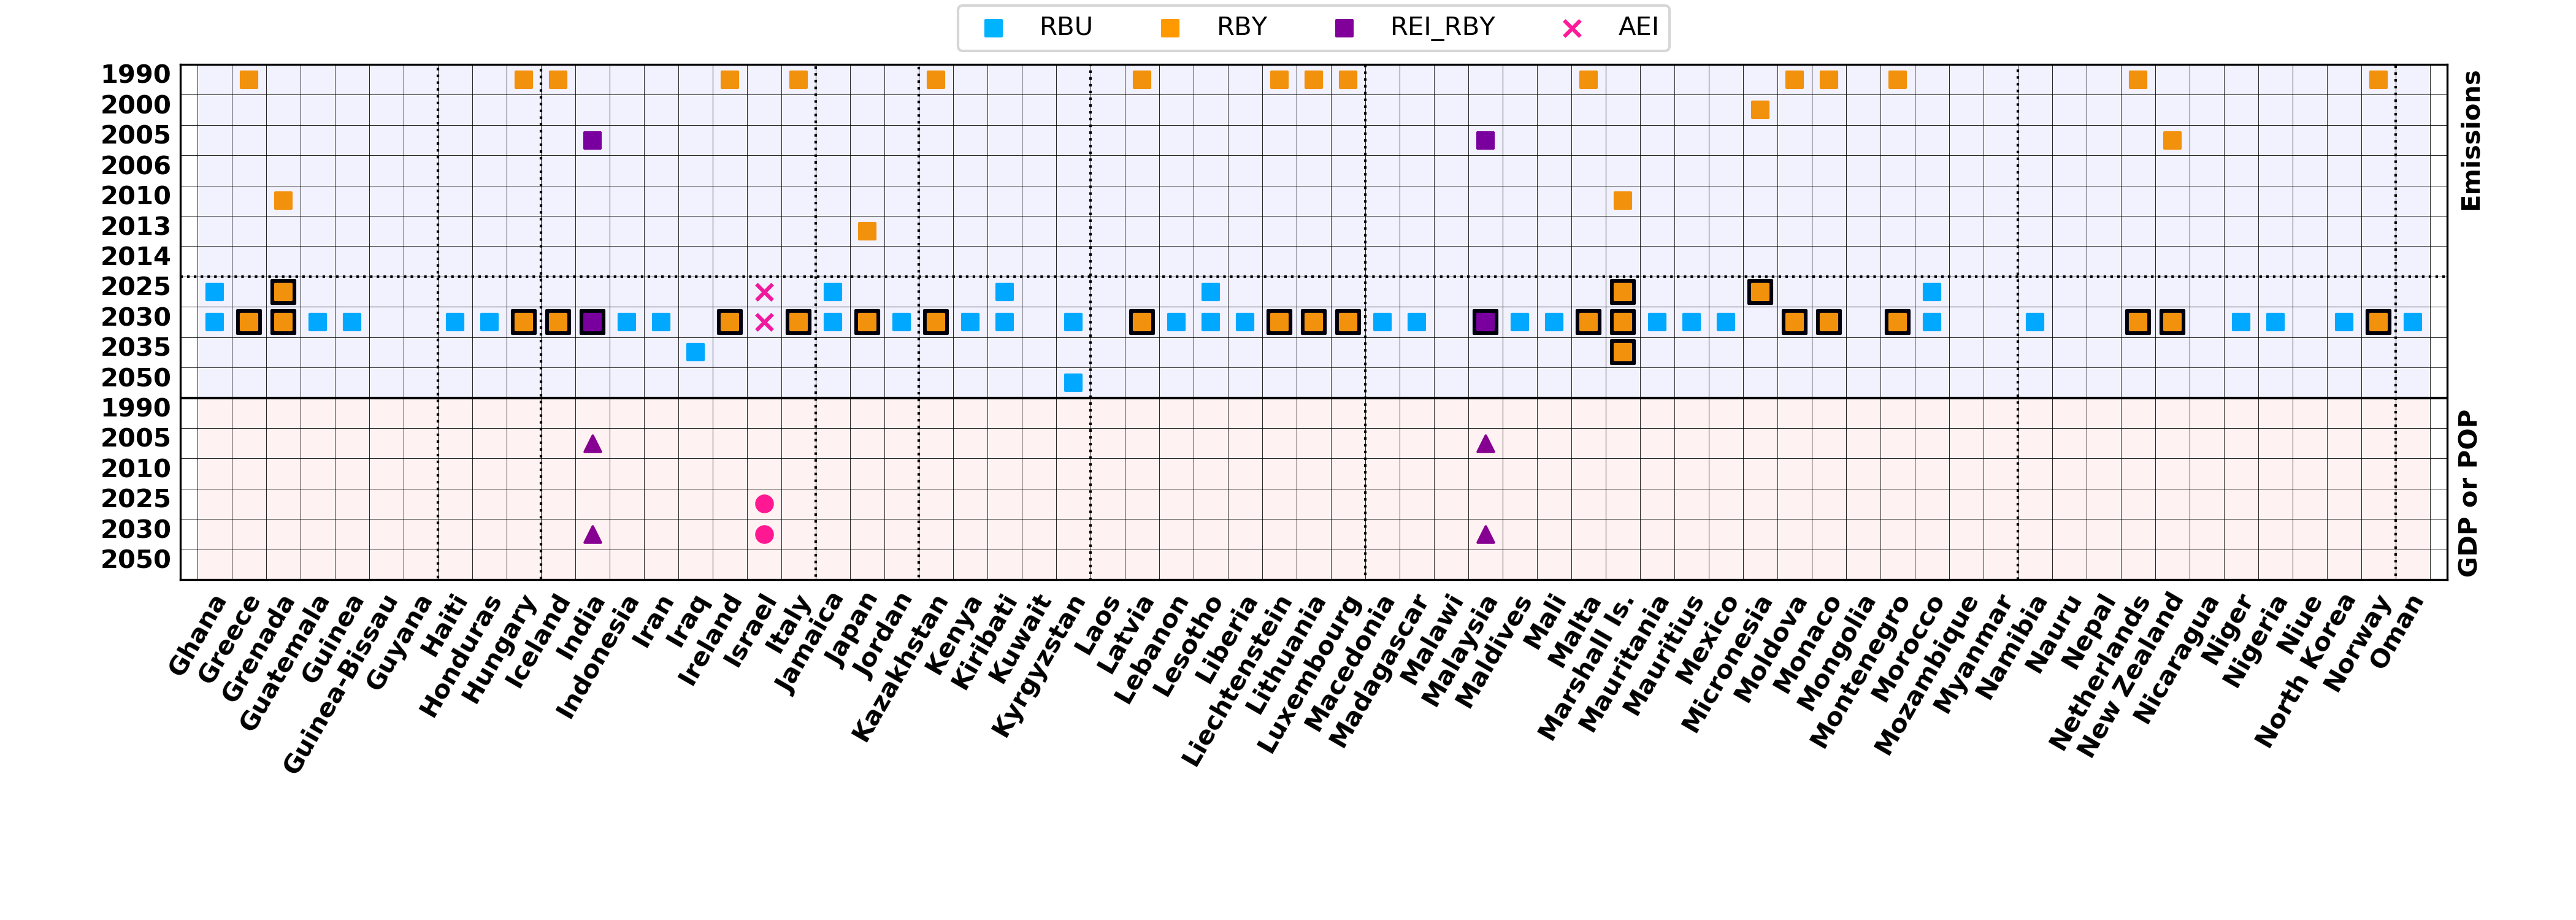 RBU RBY REI_RBY AEI
1990
2000
2005
2006
2010
2013
2014
2025
2030
2035
2050
Emissions
1990
2005
2010
2025
2030
2050
GDP or POP
Ghana
Greece
Grenada
Guatemala
Guinea
Guinea-Bissau
Guyana
Haiti
Honduras
Hungary
Iceland
India
Indonesia
Iran
Iraq
Ireland
Israel
Italy
Jamaica
Japan
Jordan
Kazakhstan
Kenya
Kiribati
Kuwait
Kyrgyzstan
Laos
Latvia
Lebanon
Lesotho
Liberia
Liechtenstein
Lithuania
Luxembourg
Macedonia
Madagascar
Malawi
Malaysia
Maldives
Mali
Malta
Marshall Is.
Mauritania
Mauritius
Mexico
Micronesia
Moldova
Monaco
Mongolia
Montenegro
Morocco
Mozambique
Myanmar
Namibia
Nauru
Nepal
Netherlands
New Zealand
Nicaragua
Niger
Nigeria
Niue
North Korea
Norway
Oman